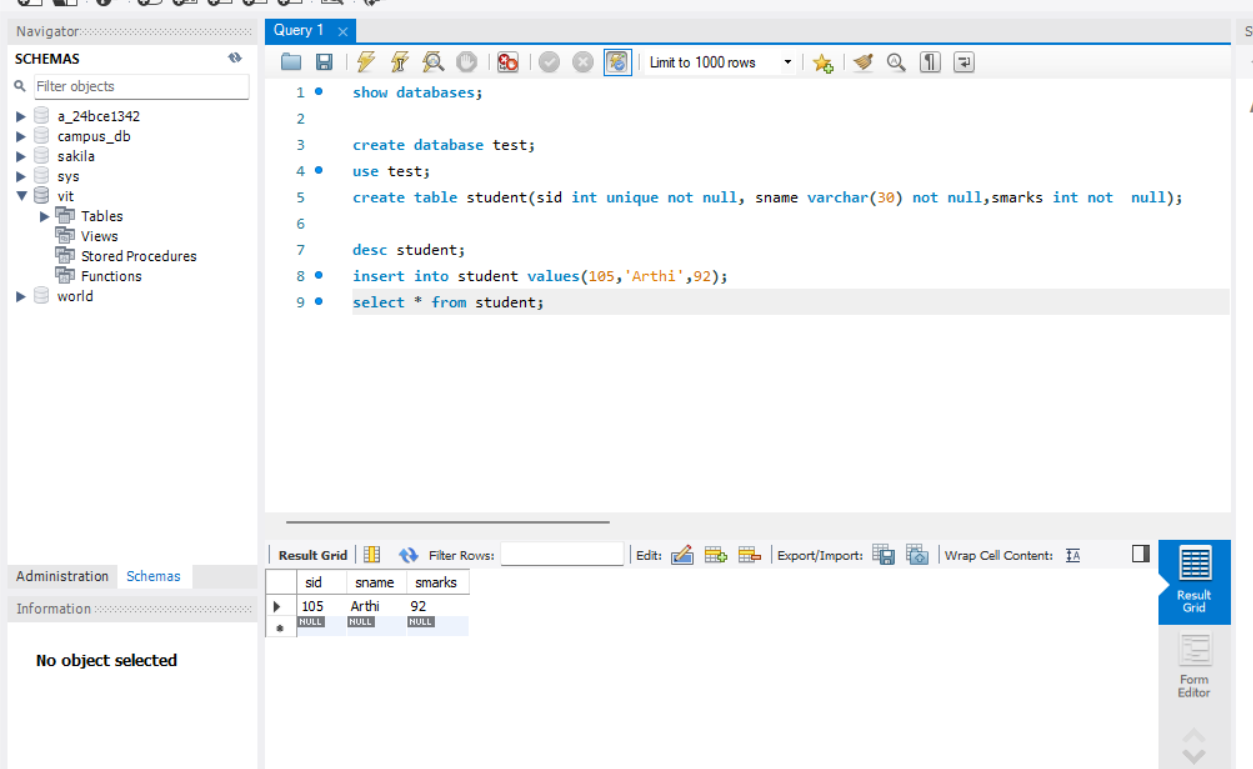 Navigator
SCHEMAS
Filter objects
a_24bce1342
campus_db
sakila
sys
vit
Tables
Views
Stored Procedures
Functions
world
Administration Schemas
Information
No object selected
Query 1
Limit to 1000 rows
1 show databases;
2
3 create database test;
4 use test;
5 create table student(sid int unique not null, sname varchar(30) not null,smarks int not  null);
6
7 desc student;
8 insert into student values(105,'Arthi',92);
9 select * from student;
Result Grid Filter Rows: Edit: Export/Import: Wrap Cell Content:
sid sname smarks
105 Arthi 92
NULL NULL NULL
Result
Grid
Form
Editor
S